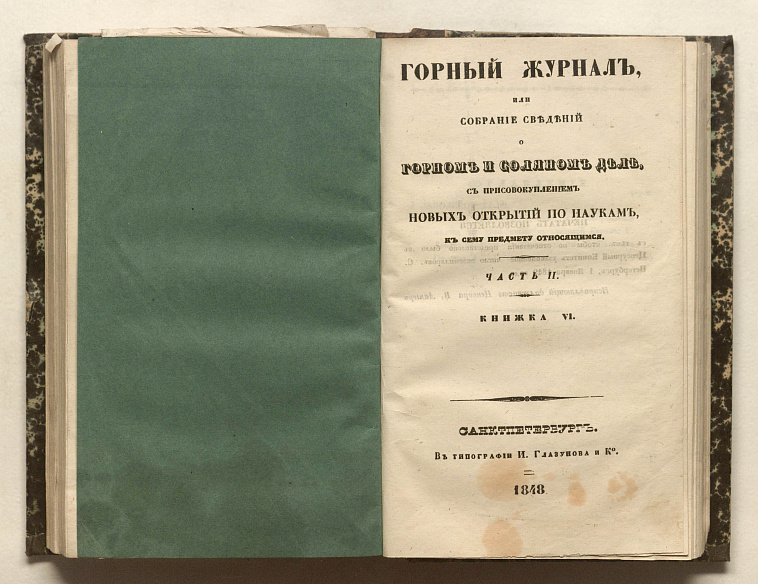 ГОРНЫЙ ЖУРНАЛЪ,
или
СОБРАНІЕ СВѢДѢНІЙ
о
ГОРНОМЪ И СОЛЯНОМЪ ДѢЛѢ,
СЪ ПРИСОВОКУПЛЕНІЕМЪ
НОВЫХЪ ОТКРЫТІЙ ПО НАУКАМЪ,
КЪ СЕМУ ПРЕДМЕТУ ОТНОСЯЩИМСЯ.
ЧАСТЬ II.
КНИЖКА VI.
САНКТПЕТЕРБУРГЪ.
Въ типографіи И. Глазунова и Ко.
1848